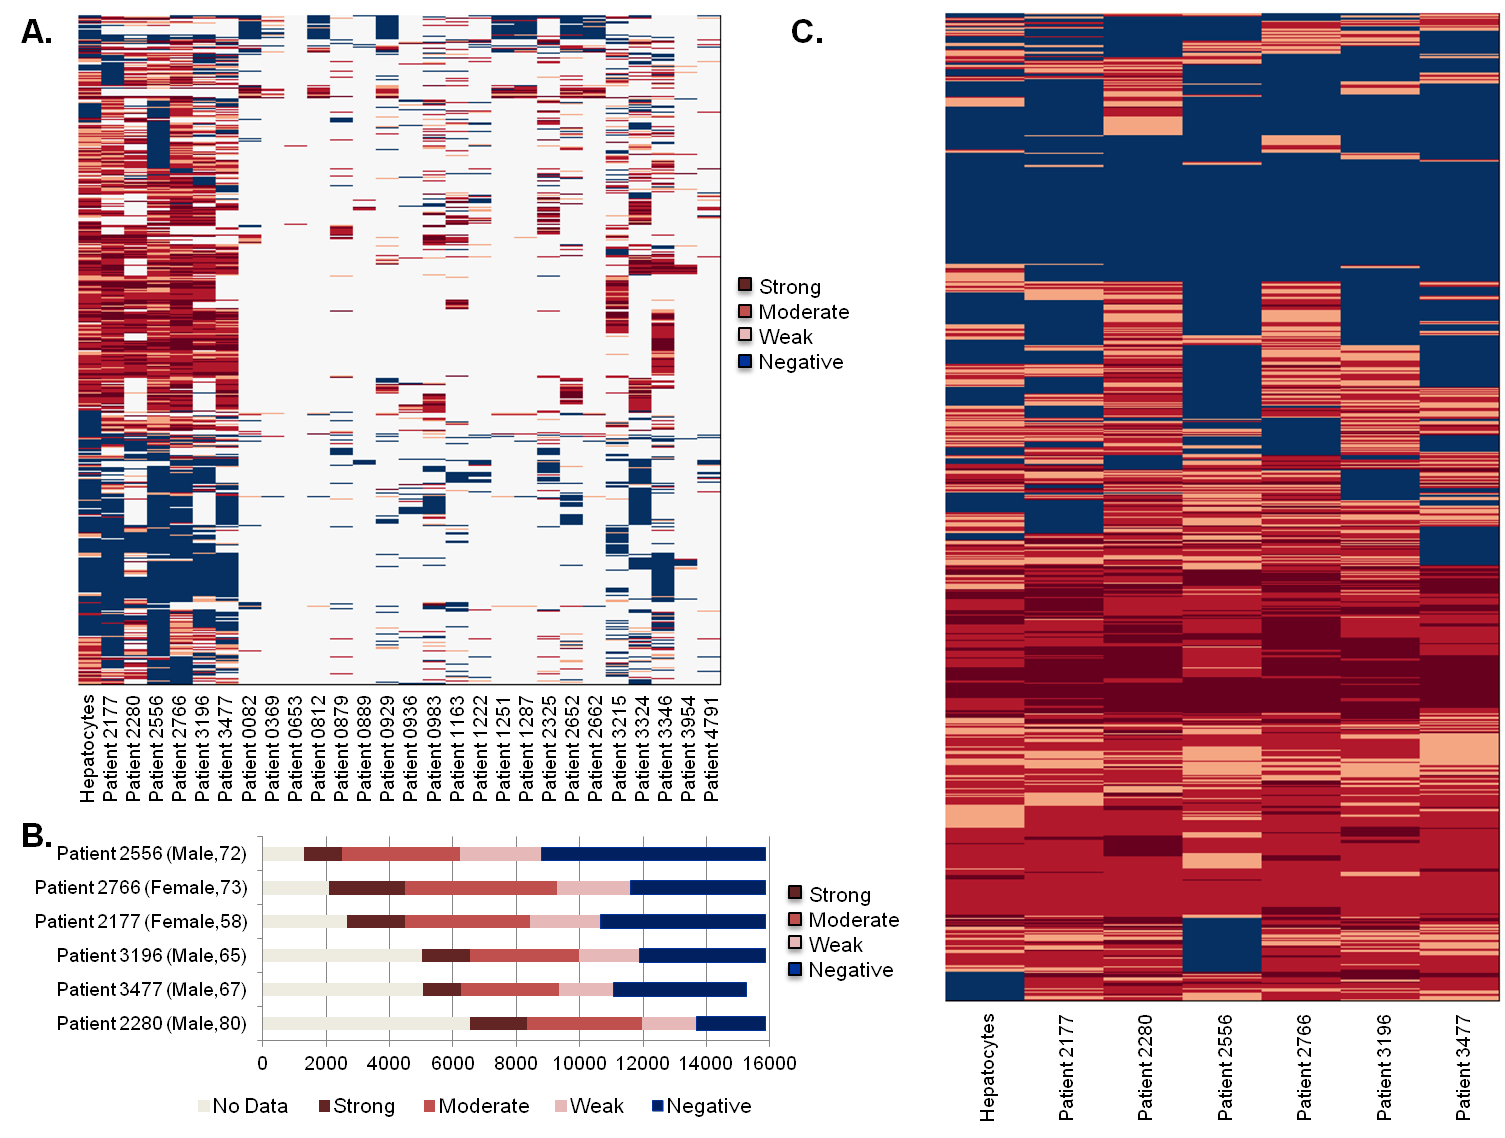 A.
Strong
Moderate
Weak
Negative
Hepatocytes
Patient 2177
Patient 2280
Patient 2556
Patient 2766
Patient 3196
Patient 3477
Patient 0082
Patient 0369
Patient 0653
Patient 0812
Patient 0879
Patient 0889
Patient 0929
Patient 0936
Patient 0983
Patient 1163
Patient 1222
Patient 1251
Patient 1287
Patient 2325
Patient 2652
Patient 2662
Patient 3215
Patient 3324
Patient 3346
Patient 3954
Patient 4791
B.
Patient 2556 (Male,72)
Patient 2766 (Female,73)
Patient 2177 (Female,58)
Patient 3196 (Male,65)
Patient 3477 (Male,67)
Patient 2280 (Male,80)
0 2000 4000 6000 8000 10000 12000 14000 16000
No Data Strong Moderate Weak Negative
Strong
Moderate
Weak
Negative
C.
Hepatocytes
Patient 2177
Patient 2280
Patient 2556
Patient 2766
Patient 3196
Patient 3477